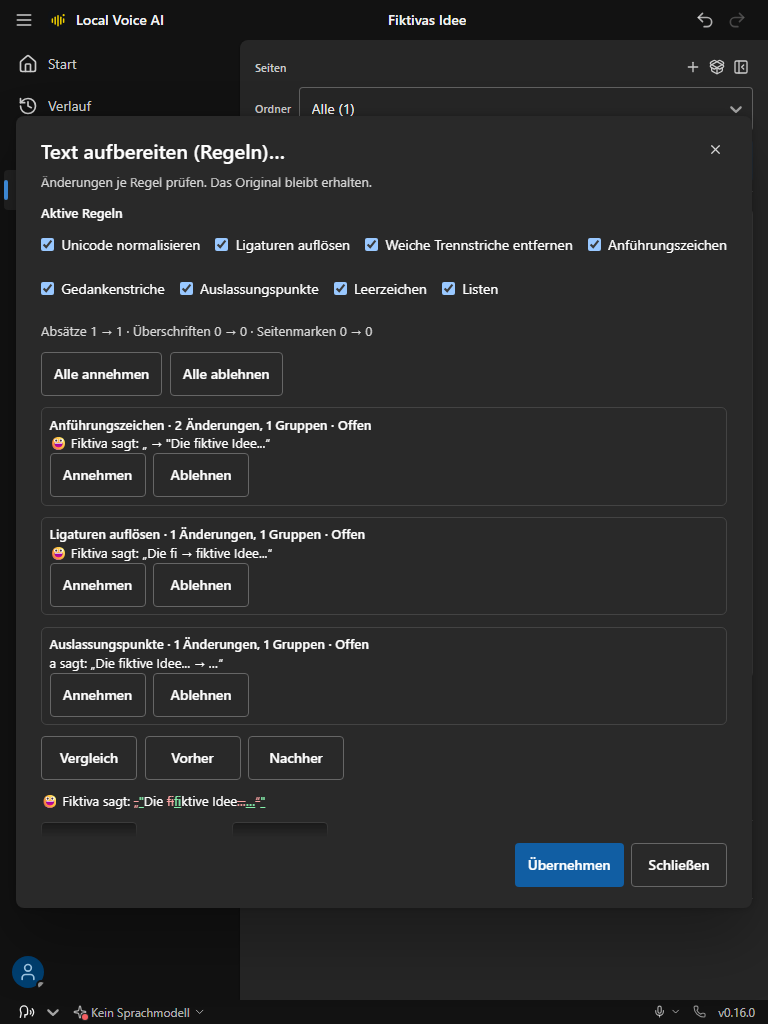 Local Voice AI
Fiktivas Idee
Start
Verlauf
Seiten
Ordner
Alle (1)
Text aufbereiten (Regeln)...
Änderungen je Regel prüfen. Das Original bleibt erhalten.
Aktive Regeln
Unicode normalisieren Ligaturen auflösen Weiche Trennstriche entfernen Anführungszeichen
Gedankenstriche Auslassungspunkte Leerzeichen Listen
Absätze 1 → 1 · Überschriften 0 → 0 · Seitenmarken 0 → 0
Alle annehmen Alle ablehnen
Anführungszeichen · 2 Änderungen, 1 Gruppen · Offen
😀 Fiktiva sagt: „ → "Die fiktive Idee…“
Annehmen Ablehnen
Ligaturen auflösen · 1 Änderungen, 1 Gruppen · Offen
😀 Fiktiva sagt: „Die fi → fiktive Idee…“
Annehmen Ablehnen
Auslassungspunkte · 1 Änderungen, 1 Gruppen · Offen
a sagt: „Die fiktive Idee… → ...“
Annehmen Ablehnen
Vergleich Vorher Nachher
😀 Fiktiva sagt: „"Die fifiktive Idee…...“"
Übernehmen Schließen
Kein Sprachmodell
v0.16.0